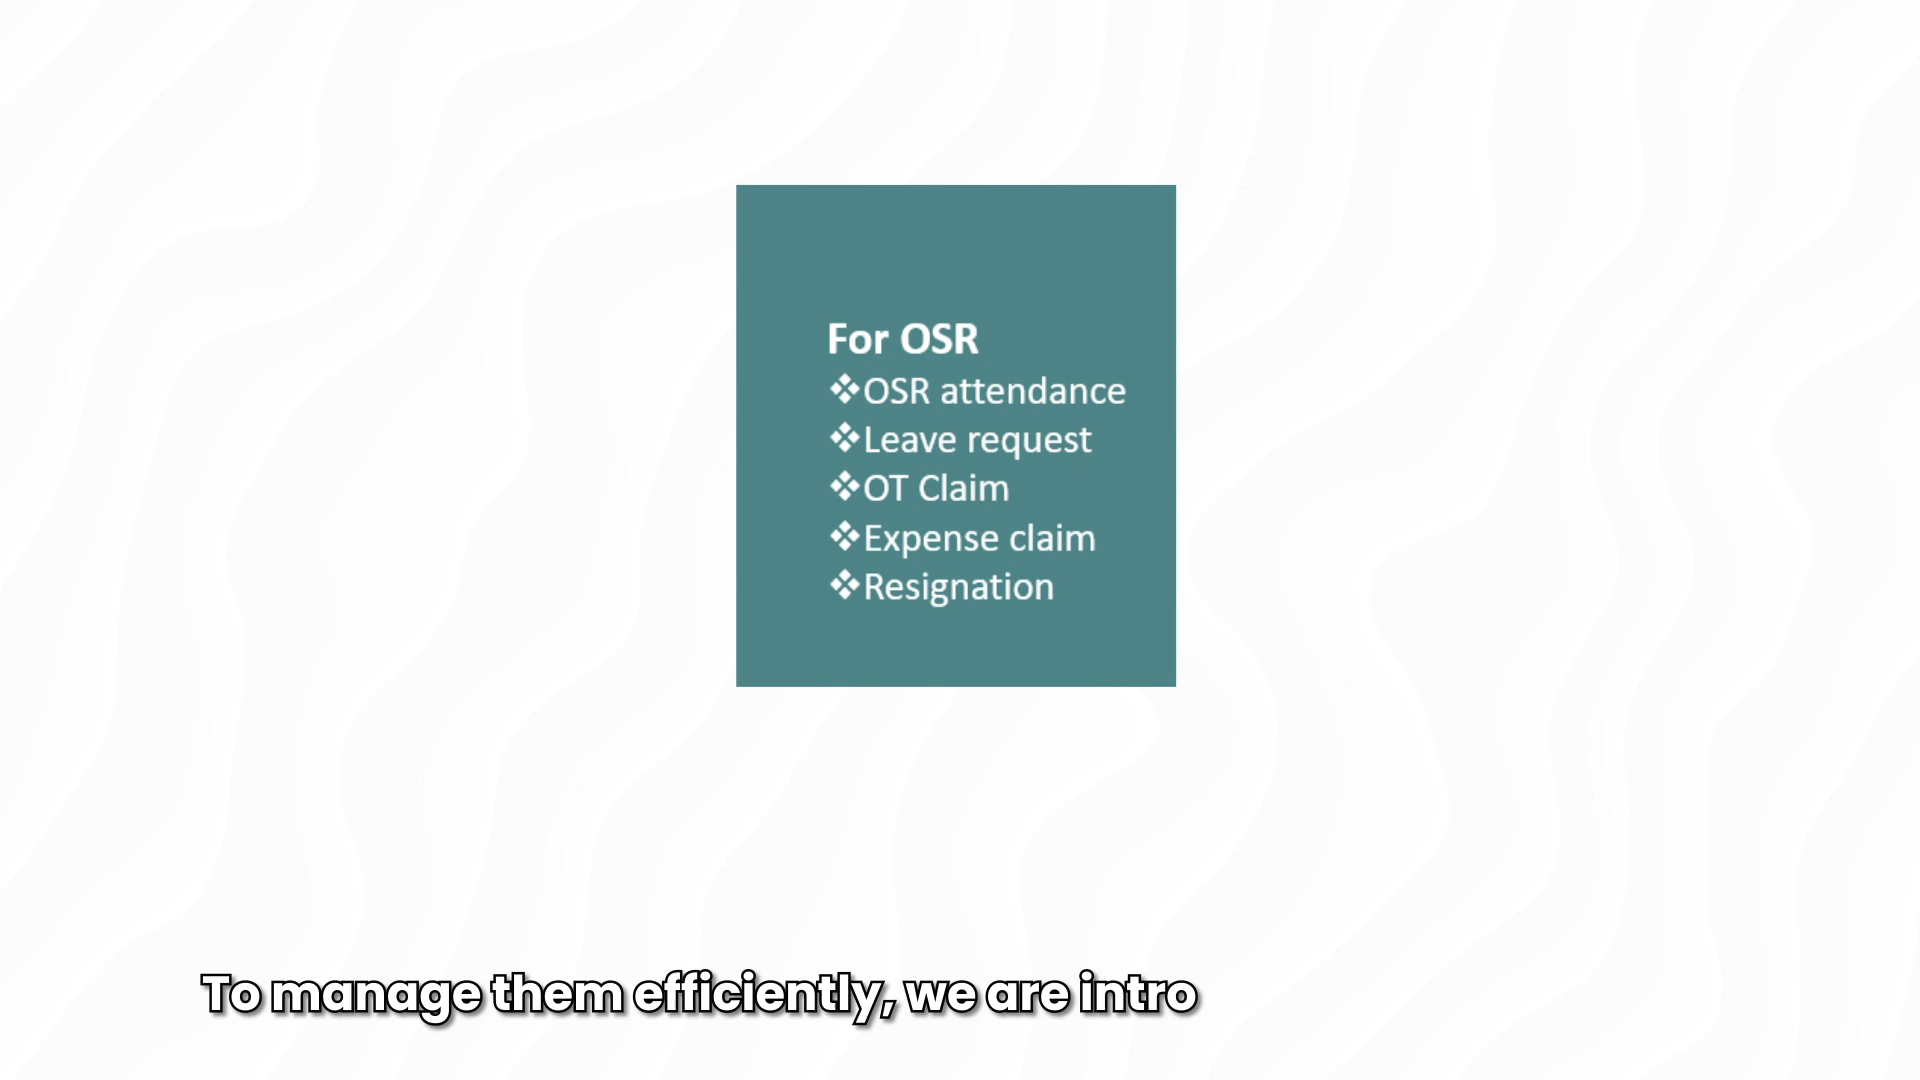 For OSR
❖OSR attendance
❖Leave request
❖OT Claim
❖Expense claim
❖Resignation
To manage them efficiently, we are intro